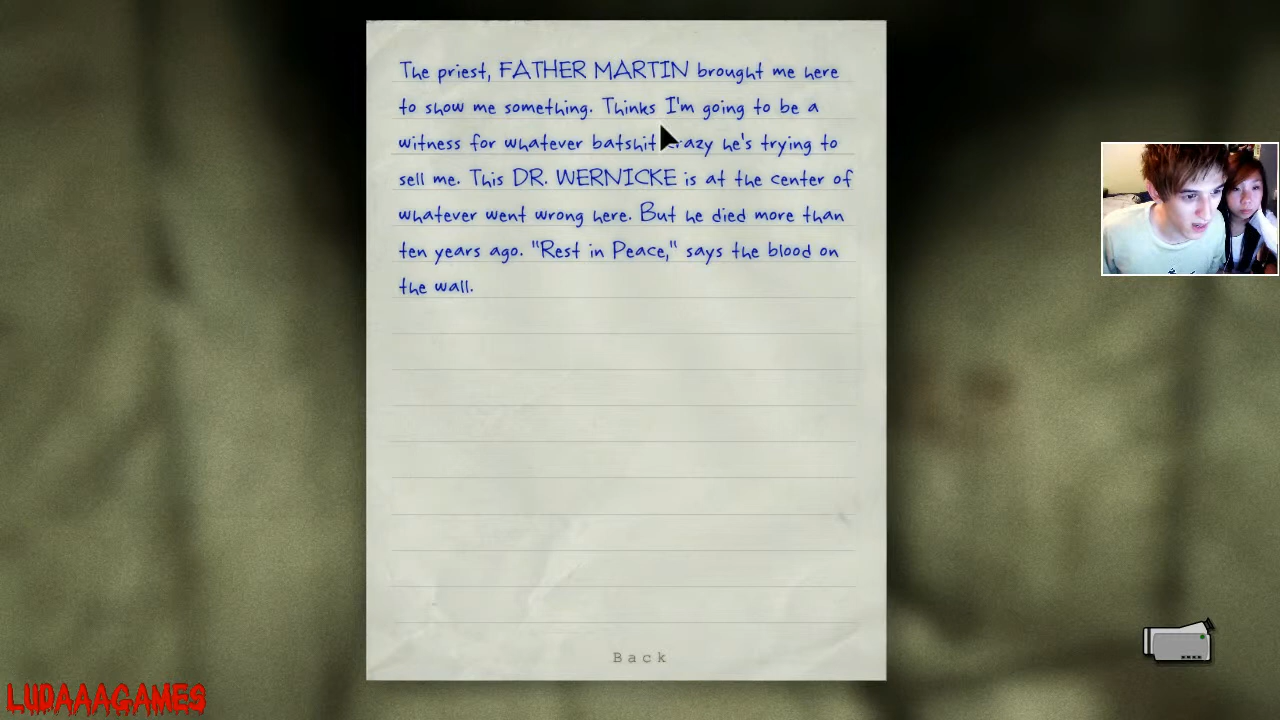 The priest, FATHER MARTIN brought me here
to show me something. Thinks I'm going to be a
witness for whatever batshit crazy he's trying to
sell me. This DR. WERNICKE is at the center of
whatever went wrong here. But he died more than
ten years ago. "Rest in Peace," says the blood on
the wall.
Back
LUDAAAGAMES